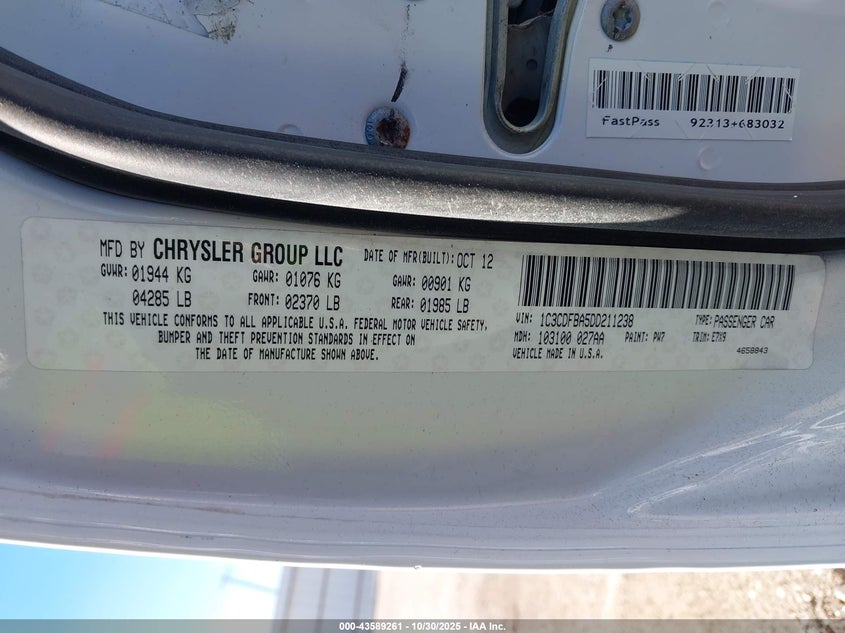 FastPass 92313+683032
MFD BY CHRYSLER GROUP LLC DATE OF MFR(BUILT): OCT 12
GVWR: 01944 KG GAWR: 01076 KG GAWR: 00901 KG
04285 LB FRONT: 02370 LB REAR: 01985 LB
THIS VEHICLE CONFORMS TO ALL APPLICABLE U.S.A. FEDERAL MOTOR VEHICLE SAFETY,
BUMPER AND THEFT PREVENTION STANDARDS IN EFFECT ON
THE DATE OF MANUFACTURE SHOWN ABOVE.
VIN: 1C3CDFBA5DD211238 TYPE: PASSENGER CAR
MDH: 103100 027AA PAINT: PW7 TRIM: E7X9
VEHICLE MADE IN U.S.A. 4658843
000-43589261 - 10/30/2025 - IAA Inc.